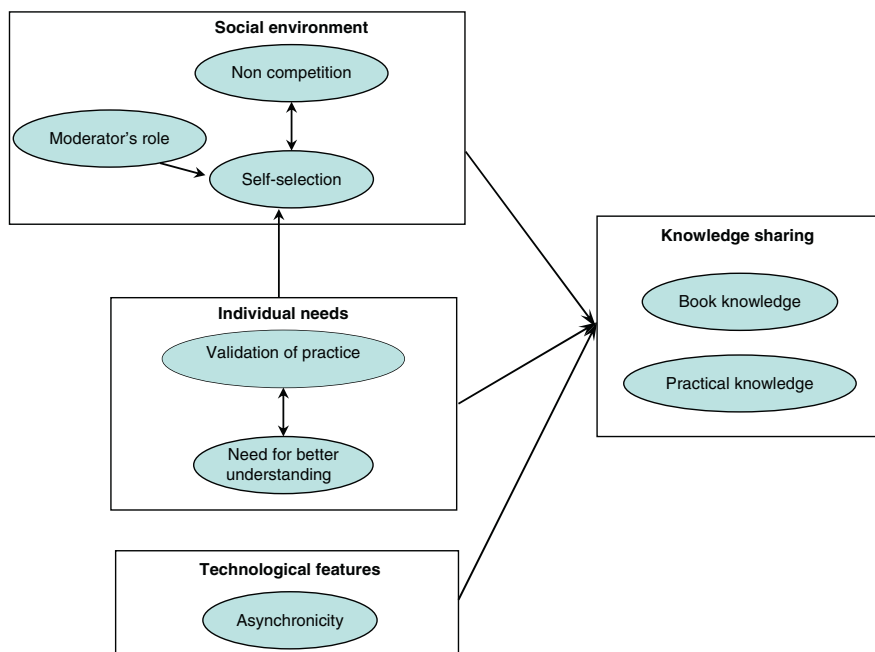 Social environment
Non competition
Moderator’s role
Self-selection
Knowledge sharing
Book knowledge
Practical knowledge
Individual needs
Validation of practice
Need for better
understanding
Technological features
Asynchronicity